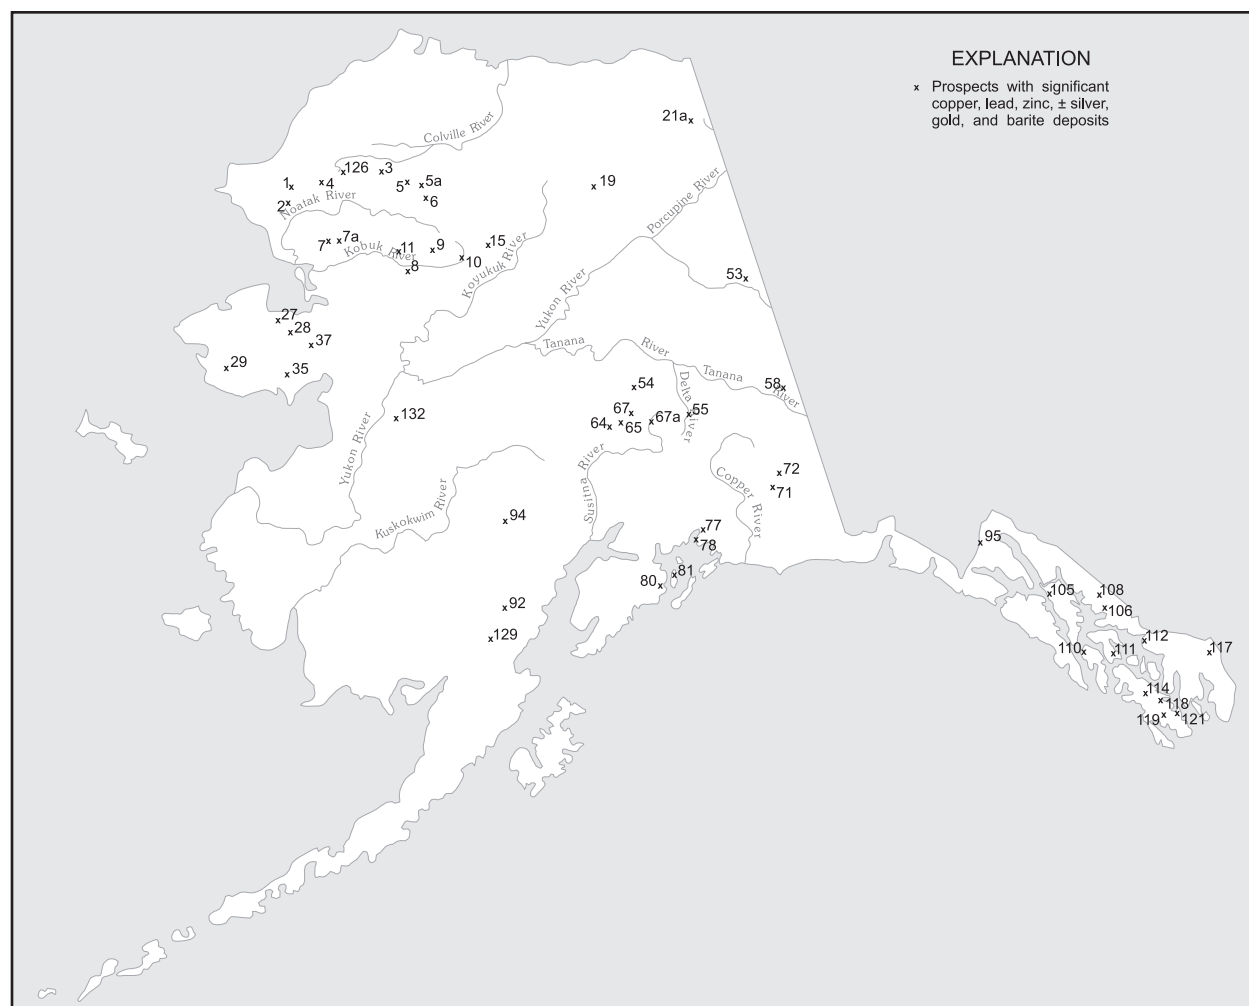 EXPLANATION
x Prospects with significant
copper, lead, zinc, ± silver,
gold, and barite deposits
21a
Colville River
126
3
1
4
5
5a
19
2
Noatak River
6
Porcupine River
7
7a
11
9
15
Kobuk River
10
8
Koyukuk River
53
Yukon River
27
28
37
Tanana River
29
35
54
Delta River
Tanana River
58
132
67
67a
55
64
65
Yukon River
Susitna River
Copper River
72
71
Kuskokwim River
94
77
78
95
81
80
105
108
106
92
129
112
110
111
117
114
118
119
121